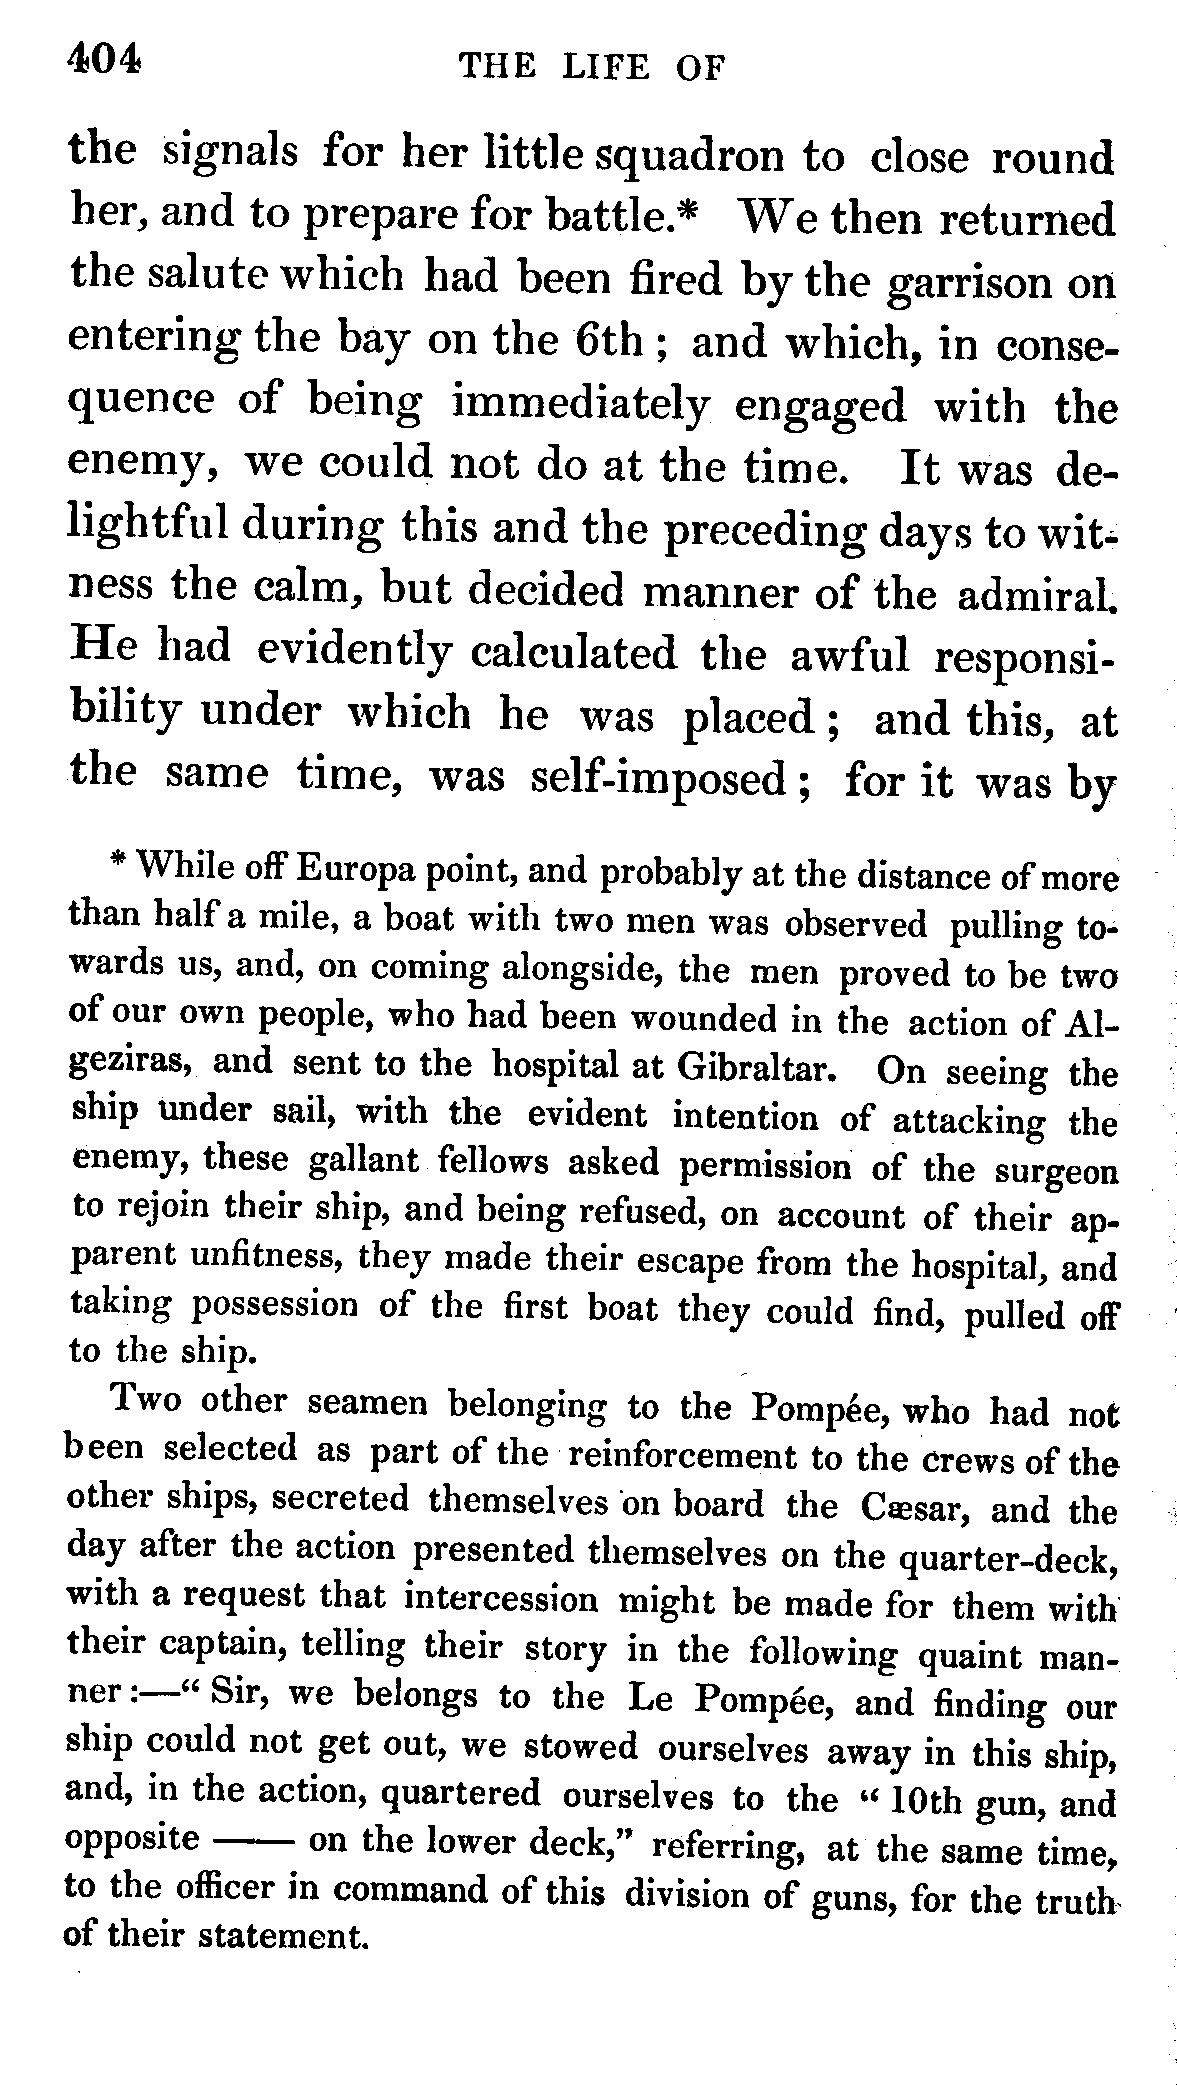 404
THE LIFE OF
the signals for her little squadron to close round
her, and to prepare for battle.* We then returned
the salute which had been fired by the garrison on
entering the bay on the 6th ; and which, in conse-
quence of being immediately engaged with the
enemy, we could not do at the time. It was de-
lightful during this and the preceding days to wit-
ness the calm, but decided manner of the admiral.
He had evidently calculated the awful responsi-
bility under which he was placed ; and this, at
the same time, was self-imposed ; for it was by
* While off Europa point, and probably at the distance of more
than half a mile, a boat with two men was observed pulling to-
wards us, and, on coming alongside, the men proved to be two
of our own people, who had been wounded in the action of Al-
geziras, and sent to the hospital at Gibraltar. On seeing the
ship under sail, with the evident intention of attacking the
enemy, these gallant fellows asked permission of the surgeon
to rejoin their ship, and being refused, on account of their ap-
parent unfitness, they made their escape from the hospital, and
taking possession of the first boat they could find, pulled off
to the ship.
Two other seamen belonging to the Pompée, who had not
been selected as part of the reinforcement to the crews of the
other ships, secreted themselves on board the Cæsar, and the
day after the action presented themselves on the quarter-deck,
with a request that intercession might be made for them with
their captain, telling their story in the following quaint man-
ner :—“ Sir, we belongs to the Le Pompée, and finding our
ship could not get out, we stowed ourselves away in this ship,
and, in the action, quartered ourselves to the “ 10th gun, and
opposite —— on the lower deck,” referring, at the same time,
to the officer in command of this division of guns, for the truth
of their statement.